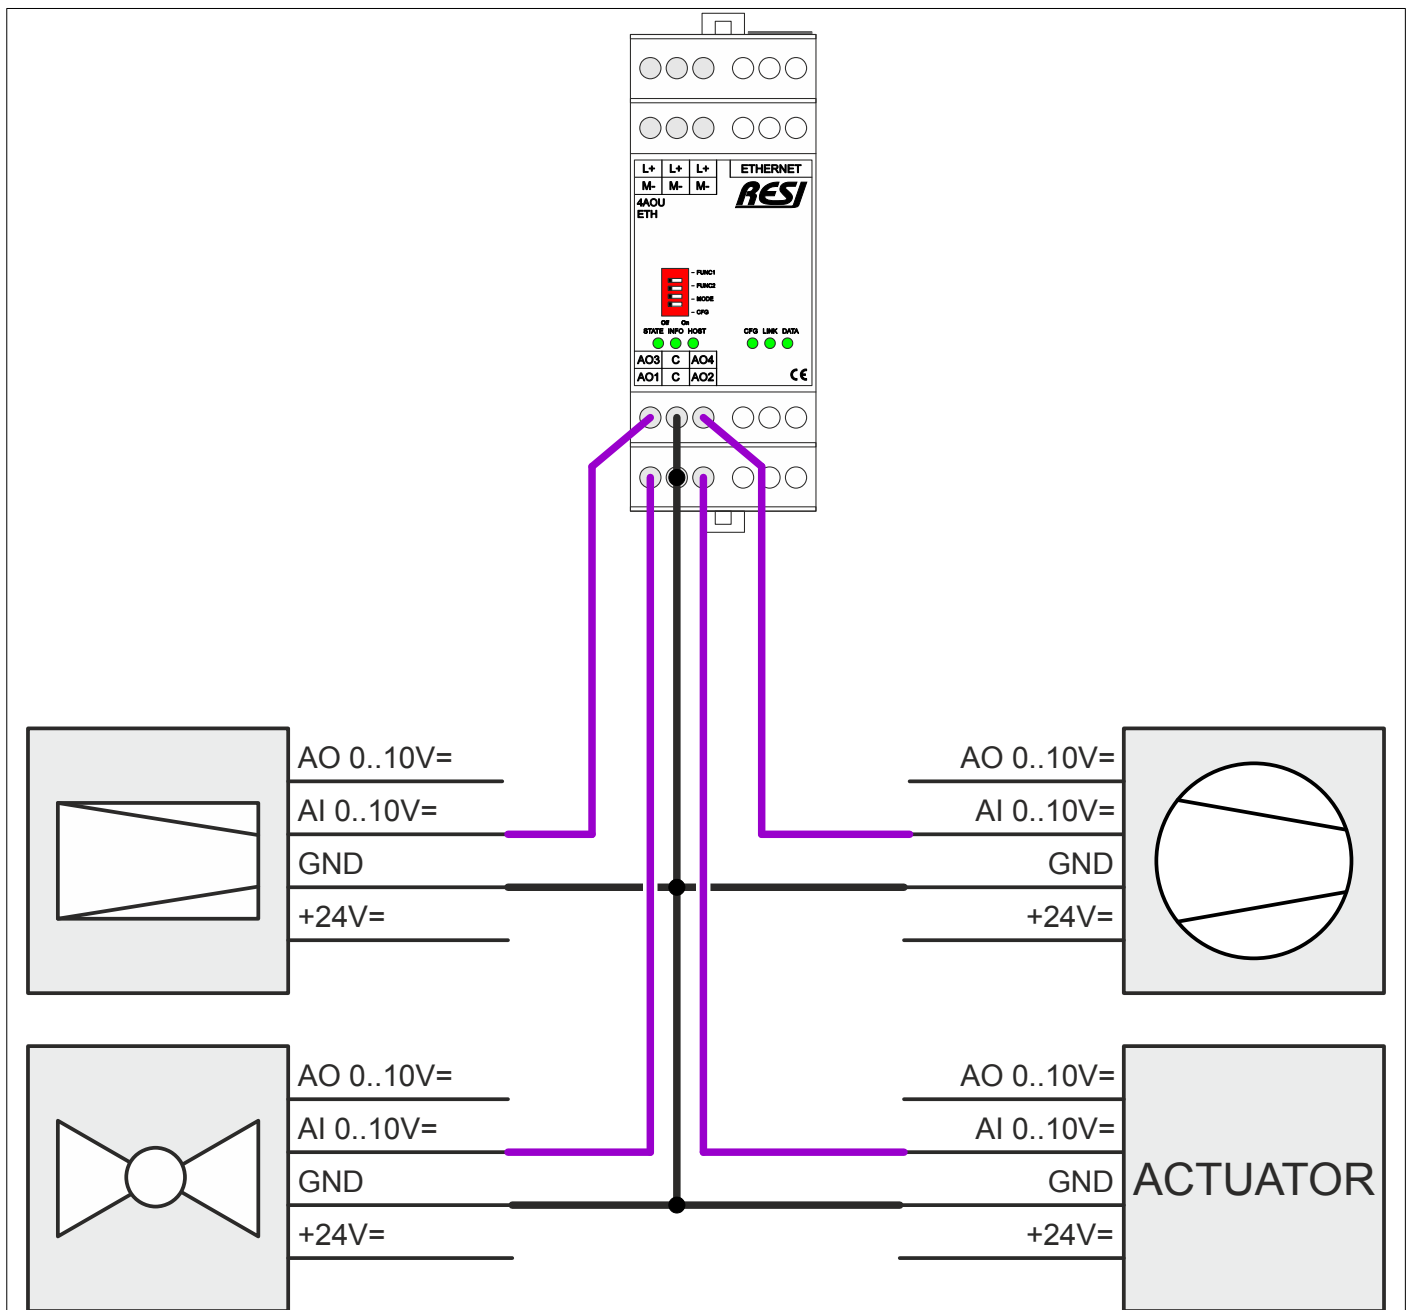 L+ L+ L+ ETHERNET
M- M- M- RESI
4AOU
ETH
- FUNC1
- FUNC2
- MODE
- CFG
Off On
STATE INFO HOST CFG LINK DATA
AO3 C AO4
AO1 C AO2 CE
AO 0..10V= AO 0..10V=
AI 0..10V= AI 0..10V=
GND GND
+24V= +24V=
AO 0..10V= AO 0..10V=
AI 0..10V= AI 0..10V=
GND GND
ACTUATOR
+24V= +24V=